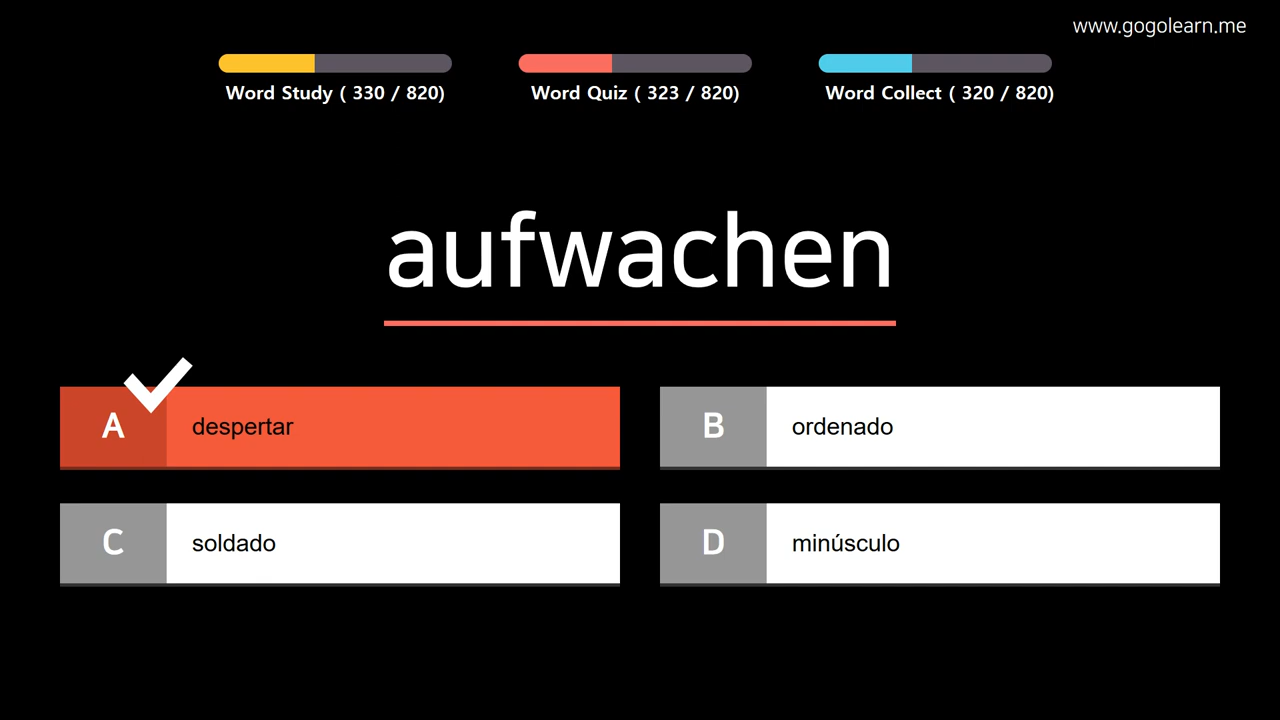 www.gogolearn.me
Word Study ( 330 / 820)
Word Quiz ( 323 / 820)
Word Collect ( 320 / 820)
aufwachen
A despertar
B ordenado
C soldado
D minúsculo